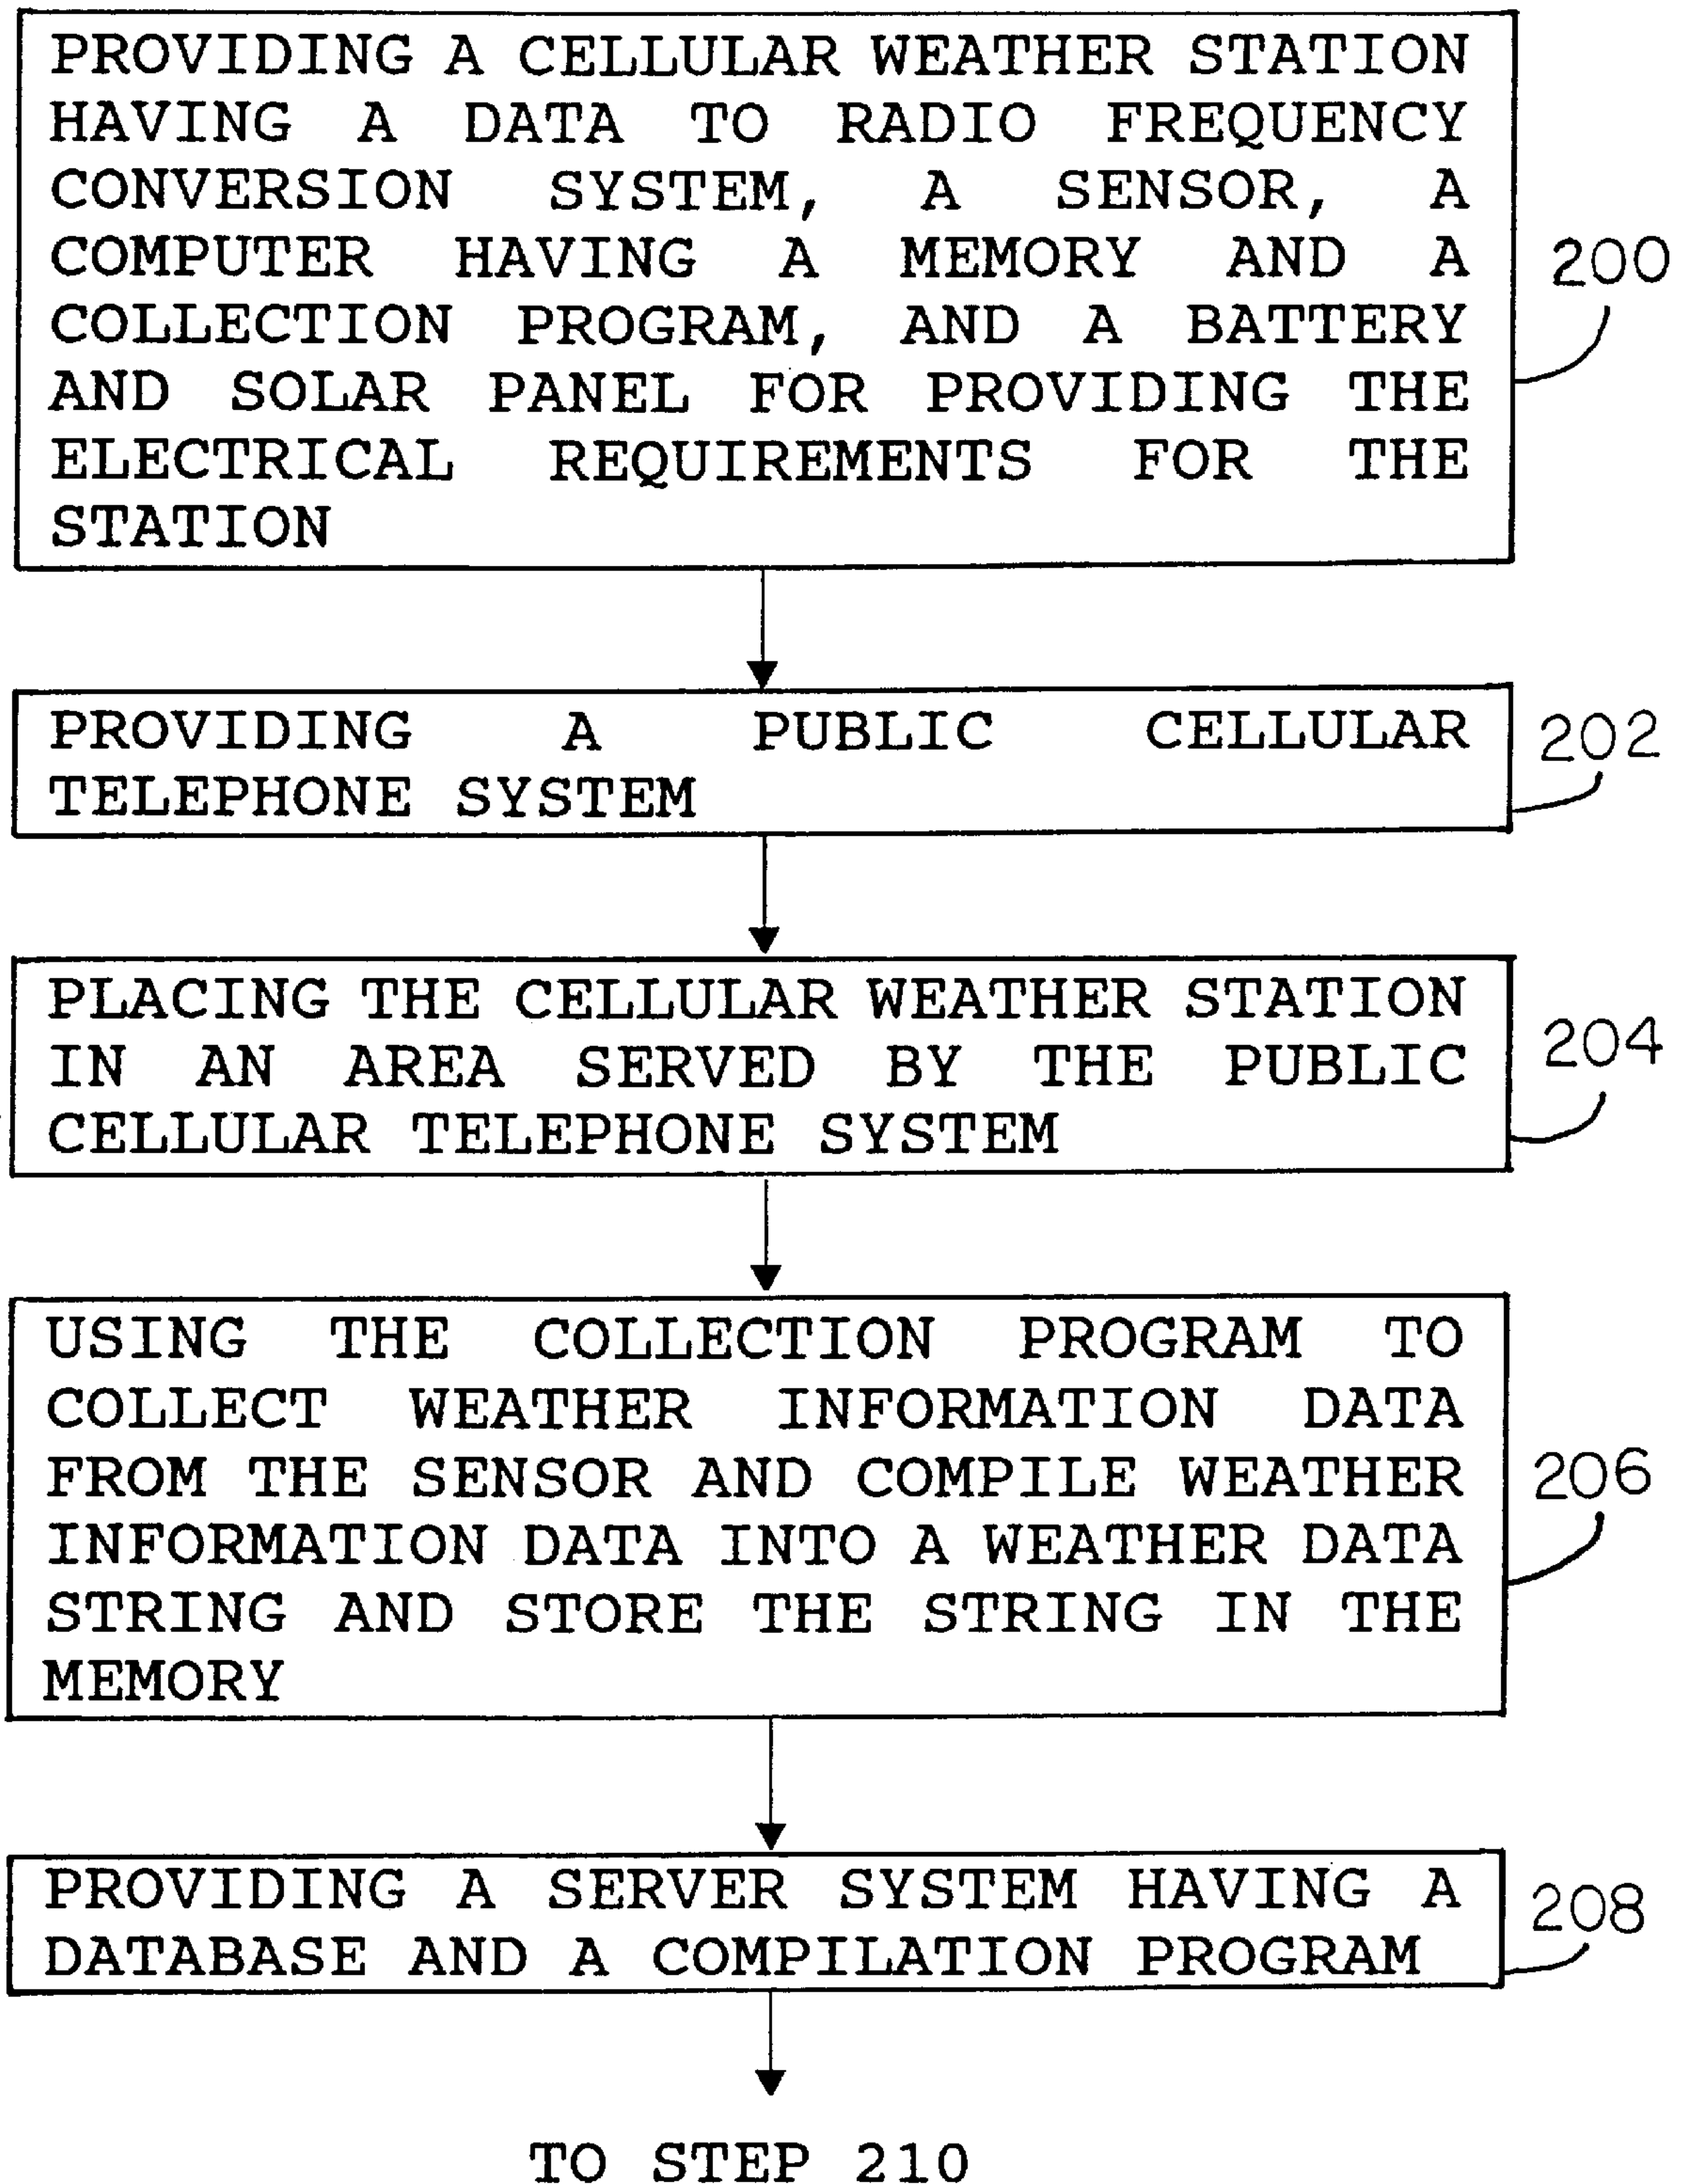 PROVIDING A CELLULAR WEATHER STATION
HAVING A DATA TO RADIO FREQUENCY
CONVERSION SYSTEM, A SENSOR, A
COMPUTER HAVING A MEMORY AND A
COLLECTION PROGRAM, AND A BATTERY
AND SOLAR PANEL FOR PROVIDING THE
ELECTRICAL REQUIREMENTS FOR THE
STATION
200
PROVIDING A PUBLIC CELLULAR
TELEPHONE SYSTEM
202
PLACING THE CELLULAR WEATHER STATION
IN AN AREA SERVED BY THE PUBLIC
CELLULAR TELEPHONE SYSTEM
204
USING THE COLLECTION PROGRAM TO
COLLECT WEATHER INFORMATION DATA
FROM THE SENSOR AND COMPILE WEATHER
INFORMATION DATA INTO A WEATHER DATA
STRING AND STORE THE STRING IN THE
MEMORY
206
PROVIDING A SERVER SYSTEM HAVING A
DATABASE AND A COMPILATION PROGRAM
208
TO STEP 210